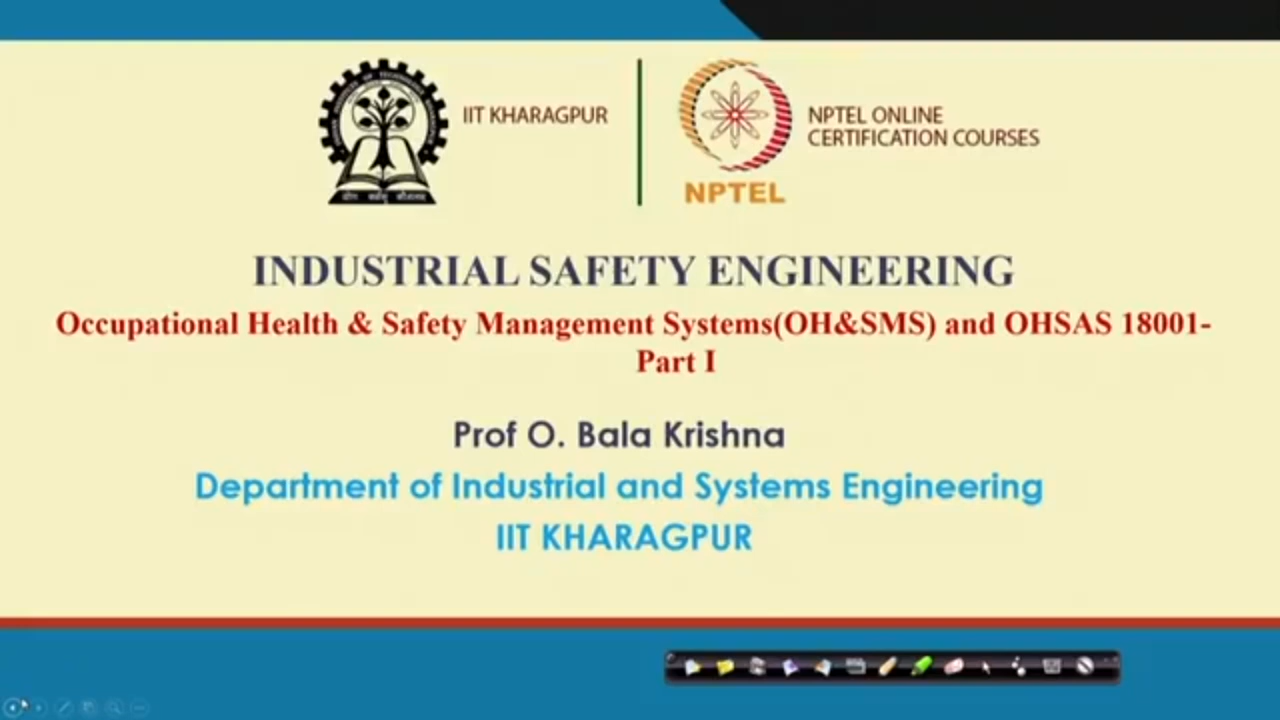 IIT KHARAGPUR
NPTEL ONLINE
CERTIFICATION COURSES
NPTEL
INDUSTRIAL SAFETY ENGINEERING
Occupational Health & Safety Management Systems(OH&SMS) and OHSAS 18001-
Part I
Prof O. Bala Krishna
Department of Industrial and Systems Engineering
IIT KHARAGPUR